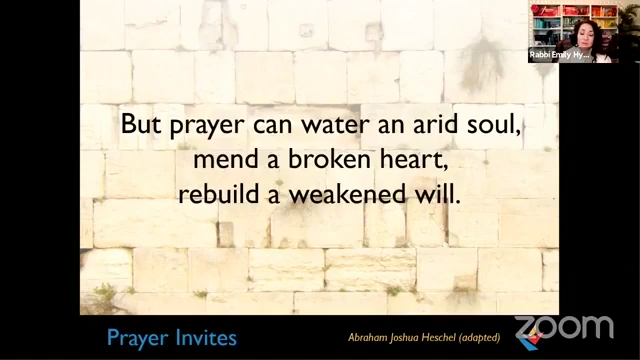 Rabbi Emily Hy...
But prayer can water an arid soul,
mend a broken heart,
rebuild a weakened will.
Prayer Invites
Abraham Joshua Heschel (adapted)
zoom